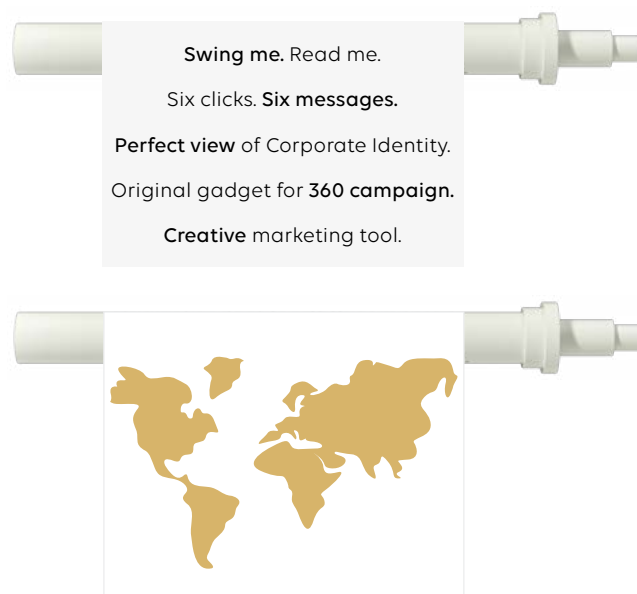 Swing me. Read me.
Six clicks. Six messages.
Perfect view of Corporate Identity.
Original gadget for 360 campaign.
Creative marketing tool.